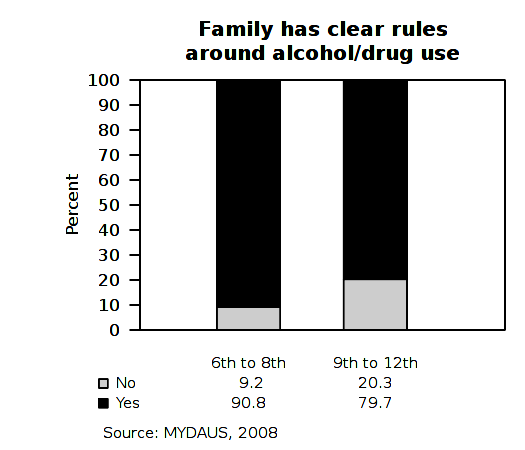 Family has clear rules
around alcohol/drug use
Percent
100
90
80
70
60
50
40
30
20
10
0
6th to 8th 9th to 12th
No 9.2 20.3
Yes 90.8 79.7
Source: MYDAUS, 2008